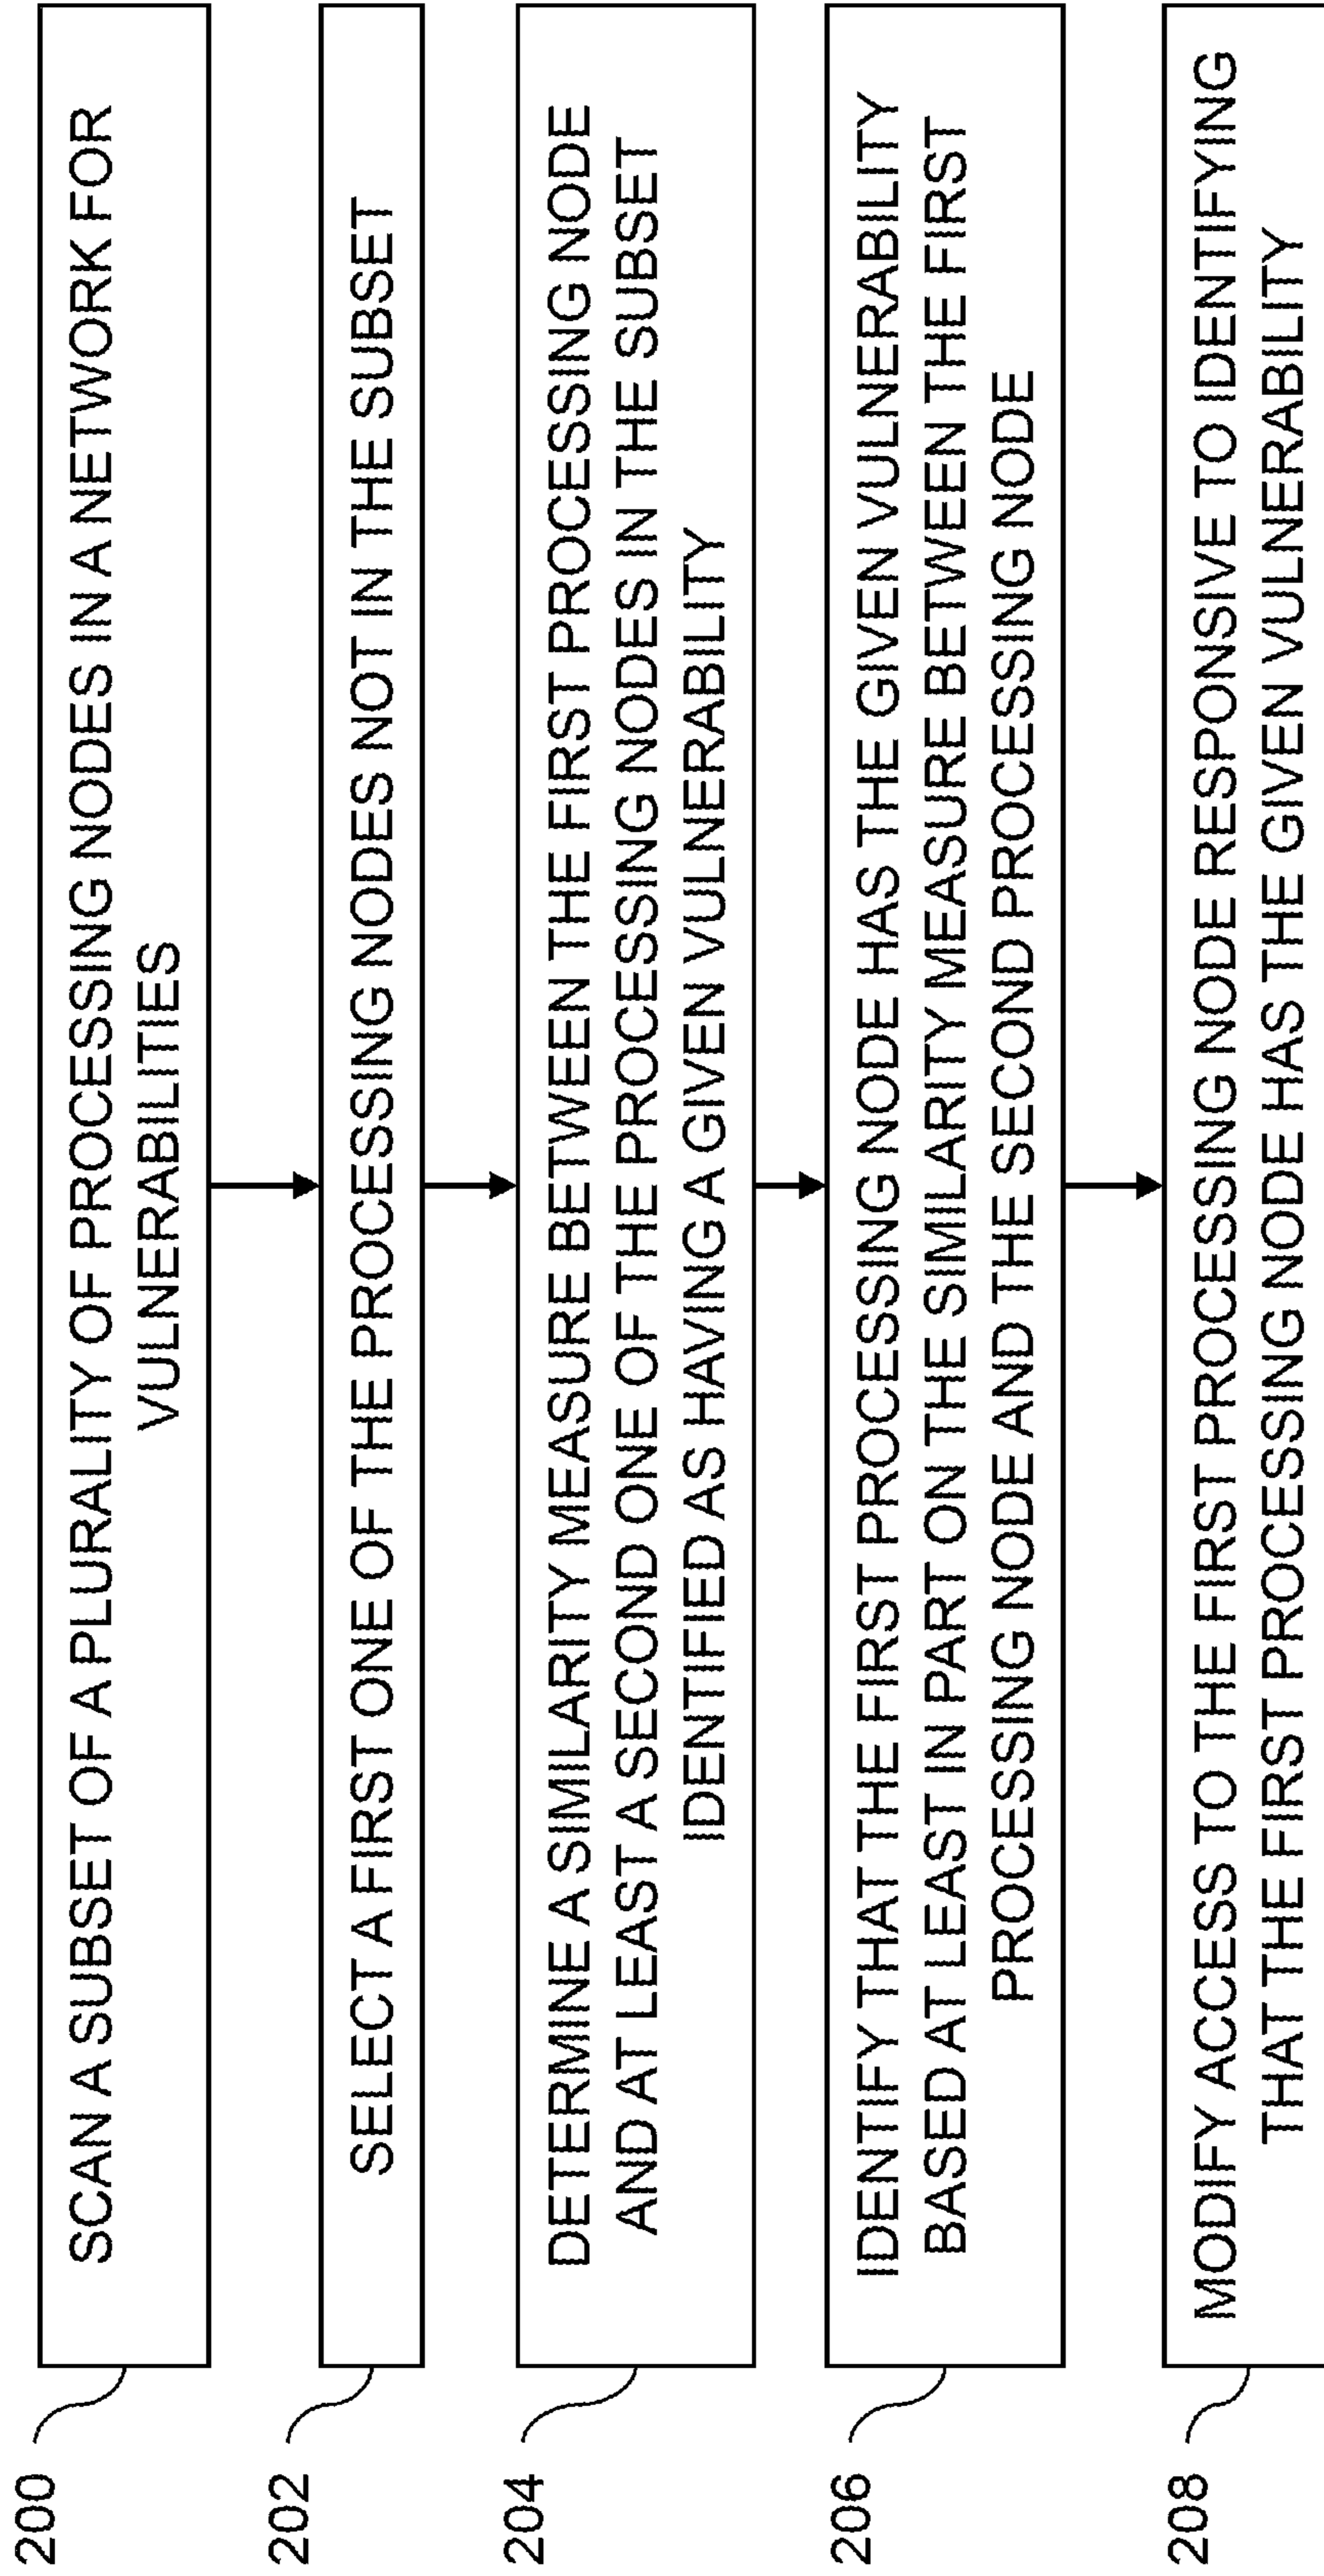 200
SCAN A SUBSET OF A PLURALITY OF PROCESSING NODES IN A NETWORK FOR
VULNERABILITIES
202
SELECT A FIRST ONE OF THE PROCESSING NODES NOT IN THE SUBSET
204
DETERMINE A SIMILARITY MEASURE BETWEEN THE FIRST PROCESSING NODE
AND AT LEAST A SECOND ONE OF THE PROCESSING NODES IN THE SUBSET
IDENTIFIED AS HAVING A GIVEN VULNERABILITY
206
IDENTIFY THAT THE FIRST PROCESSING NODE HAS THE GIVEN VULNERABILITY
BASED AT LEAST IN PART ON THE SIMILARITY MEASURE BETWEEN THE FIRST
PROCESSING NODE AND THE SECOND PROCESSING NODE
208
MODIFY ACCESS TO THE FIRST PROCESSING NODE RESPONSIVE TO IDENTIFYING
THAT THE FIRST PROCESSING NODE HAS THE GIVEN VULNERABILITY